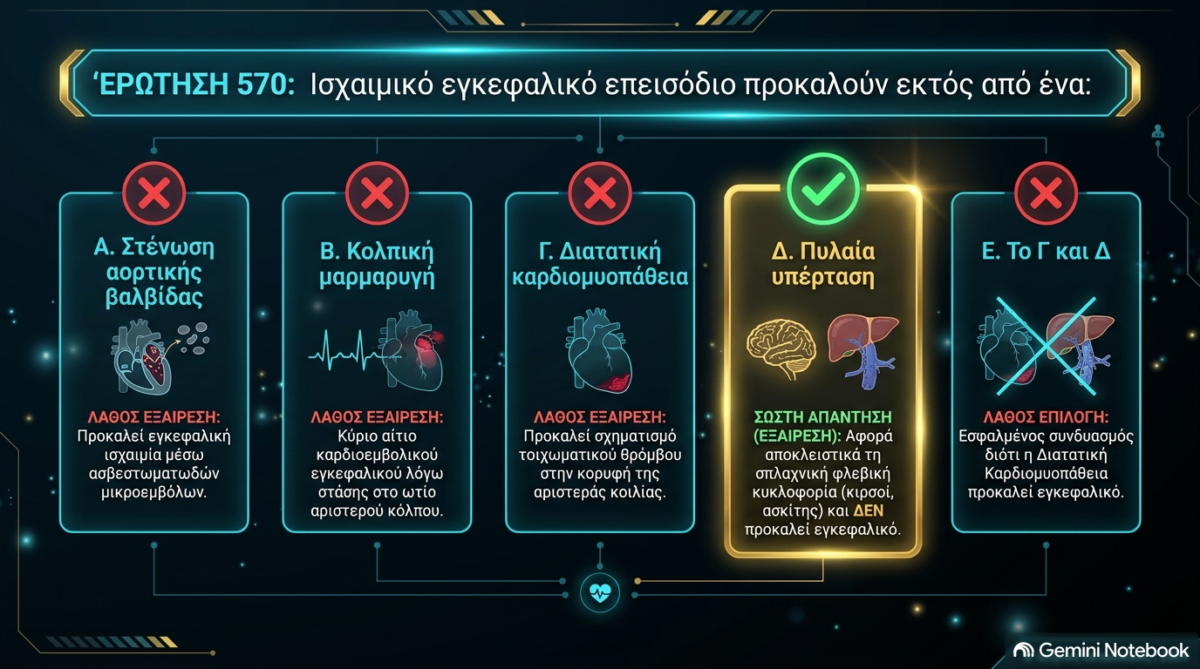 ‘ΕΡΩΤΗΣΗ 570: Ισχαιμικό εγκεφαλικό επεισόδιο προκαλούν εκτός από ένα:
Α. Στένωση
αορτικής
βαλβίδας
ΛΑΘΟΣ ΕΞΑΙΡΕΣΗ:
Προκαλεί εγκεφαλική
ισχαιμία μέσω
ασβεστωματωδών
μικροεμβόλων.
Β. Κολπική
μαρμαρυγή
ΛΑΘΟΣ ΕΞΑΙΡΕΣΗ:
Κύριο αίτιο
καρδιοεμβολικού
εγκεφαλικού λόγω
στάσης στο ωτίο
αριστερού κόλπου.
Γ. Διατατική
καρδιομυοπάθεια
ΛΑΘΟΣ ΕΞΑΙΡΕΣΗ:
Προκαλεί σχηματισμό
τοιχωματικού θρόμβου
στην κορυφή της
αριστεράς κοιλίας.
Δ. Πυλαία
υπέρταση
ΣΩΣΤΗ ΑΠΑΝΤΗΣΗ
(ΕΞΑΙΡΕΣΗ): Αφορά
αποκλειστικά τη
σπλαχνική φλεβική
κυκλοφορία (κιρσοί,
ασκίτης) και ΔΕΝ
προκαλεί εγκεφαλικό.
Ε. Το Γ και Δ
ΛΑΘΟΣ ΕΠΙΛΟΓΗ:
Εσφαλμένος συνδυασμός
διότι η Διατατική
Καρδιομυοπάθεια
προκαλεί εγκεφαλικό.
Gemini Notebook